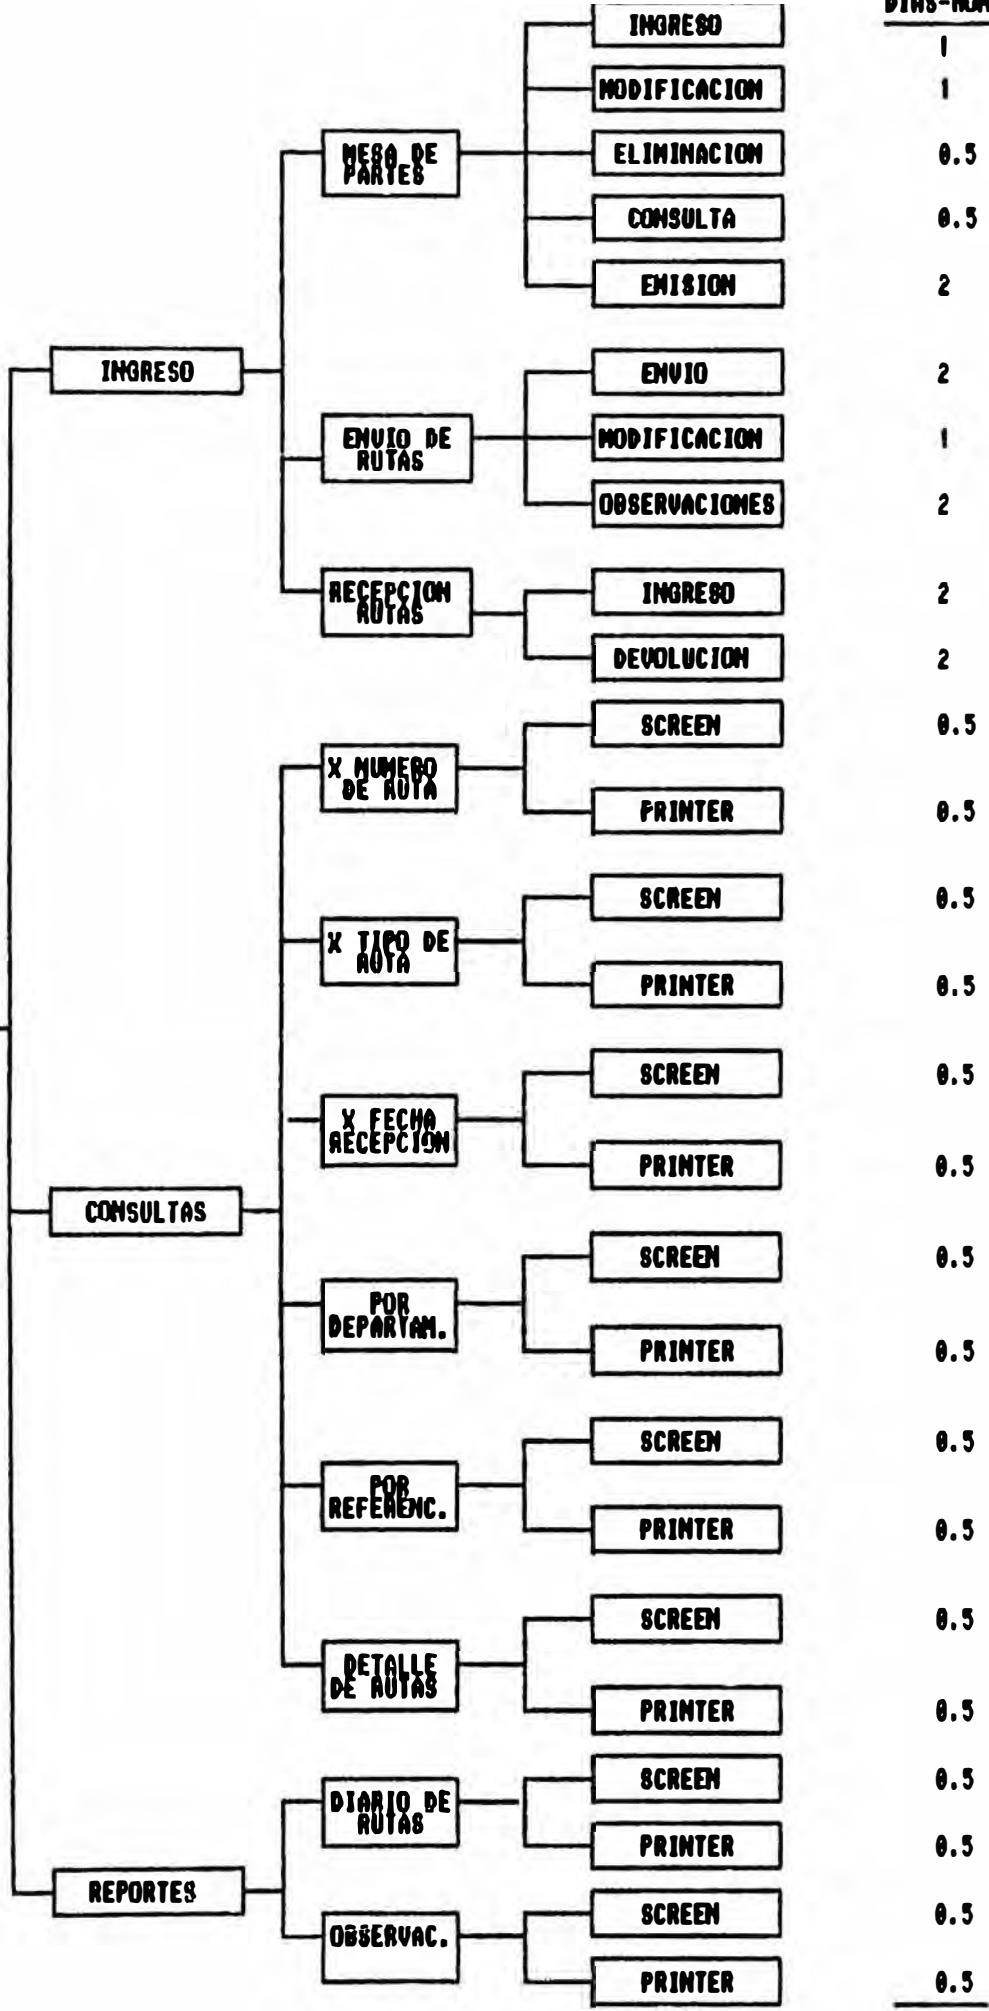 INGRESO
1
MODIFICACION
1
MESA DE
PARTES
ELIMINACION
0.5
CONSULTA
0.5
EMISION
2
INGRESO
ENVIO
2
ENVIO DE
RUTAS
MODIFICACION
1
OBSERVACIONES
2
RECEPCION
RUTAS
INGRESO
2
DEVOLUCION
2
SCREEN
0.5
X NUMERO
DE RUTA
PRINTER
0.5
SCREEN
0.5
X TIPO DE
RUTA
PRINTER
0.5
SCREEN
0.5
X FECHA
RECEPCION
PRINTER
0.5
CONSULTAS
SCREEN
0.5
POR
DEPARTAM.
PRINTER
0.5
SCREEN
0.5
POR
REFERENC.
PRINTER
0.5
SCREEN
0.5
DETALLE
DE RUTAS
PRINTER
0.5
SCREEN
0.5
DIARIO DE
RUTAS
PRINTER
0.5
REPORTES
SCREEN
0.5
OBSERVAC.
PRINTER
0.5